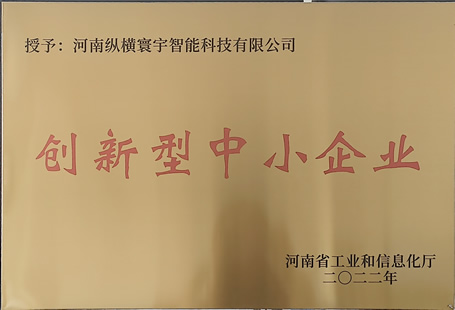 授予：河南纵横寰宇智能科技有限公司
创新型中小企业
河南省工业和信息化厅
二〇二二年